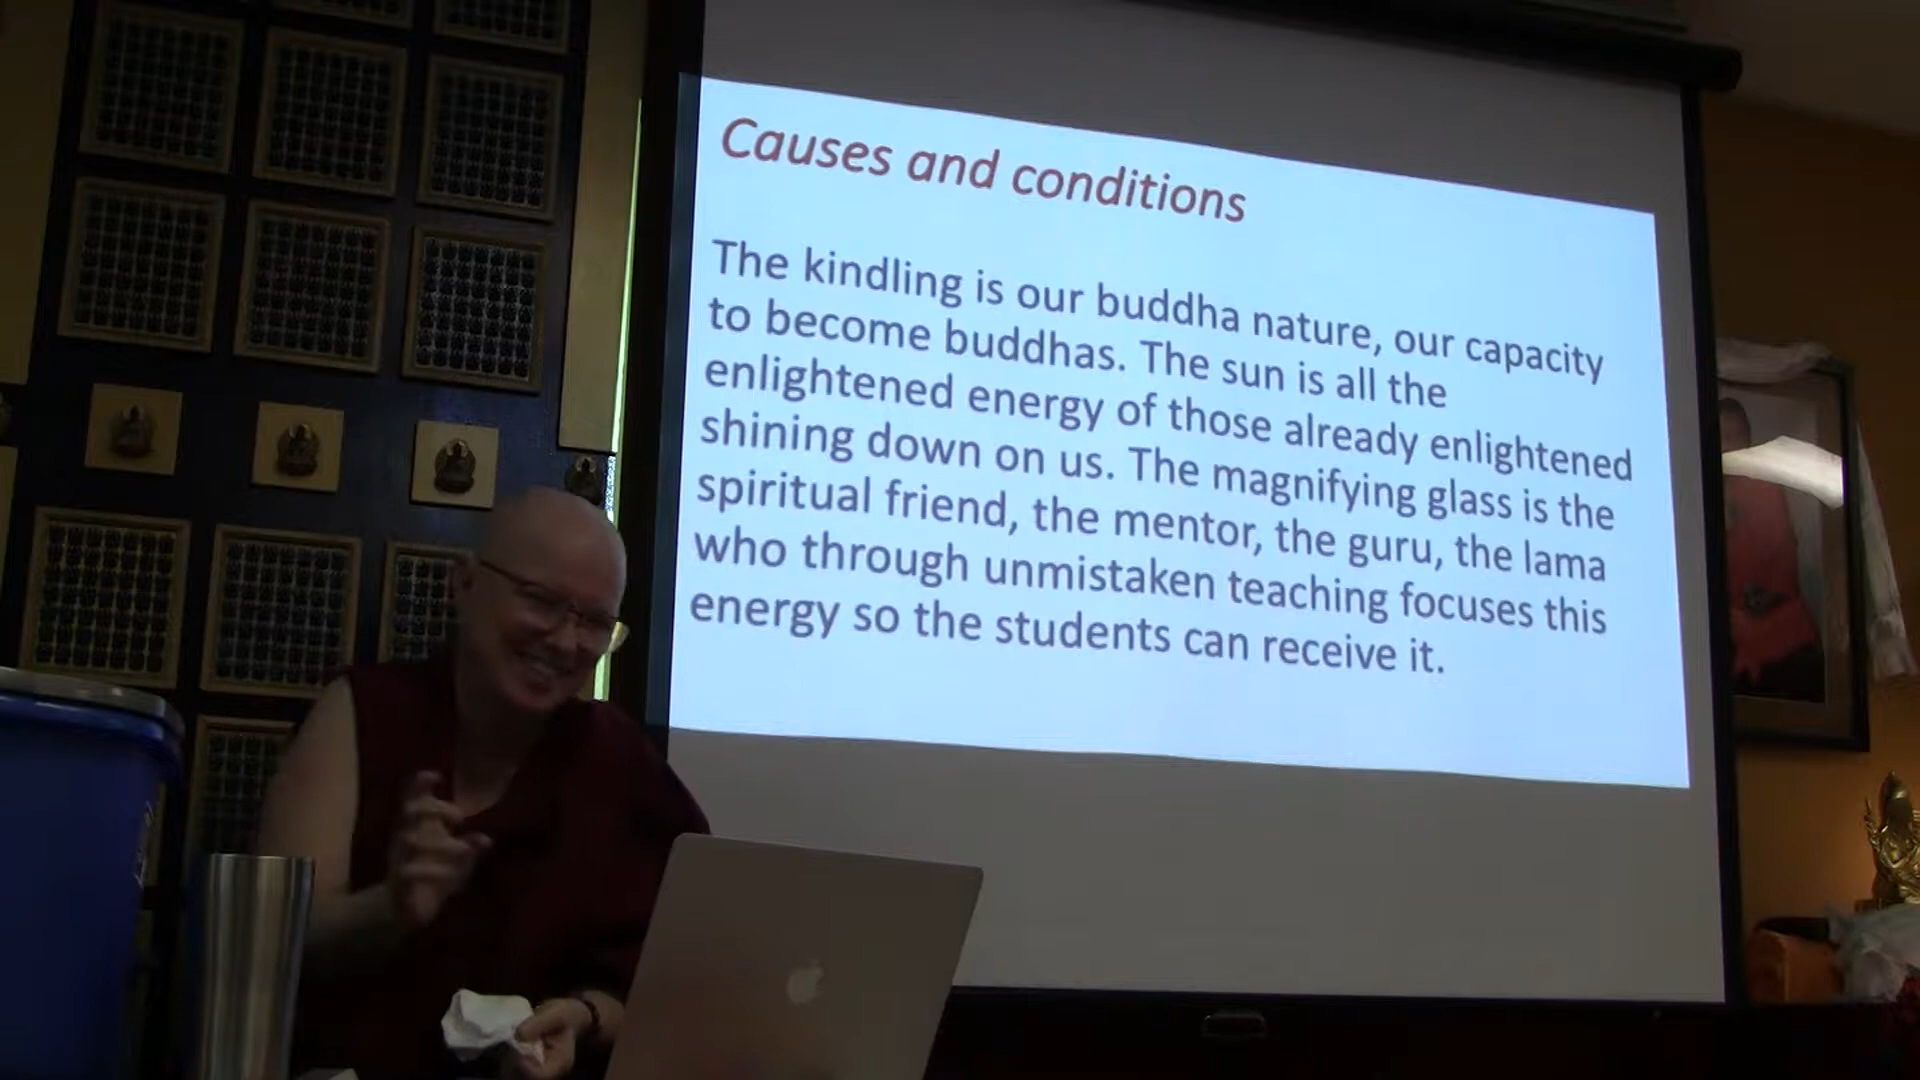 Causes and conditions
The kindling is our buddha nature, our capacity
to become buddhas. The sun is all the
enlightened energy of those already enlightened
shining down on us. The magnifying glass is the
spiritual friend, the mentor, the guru, the lama
who through unmistaken teaching focuses this
energy so the students can receive it.